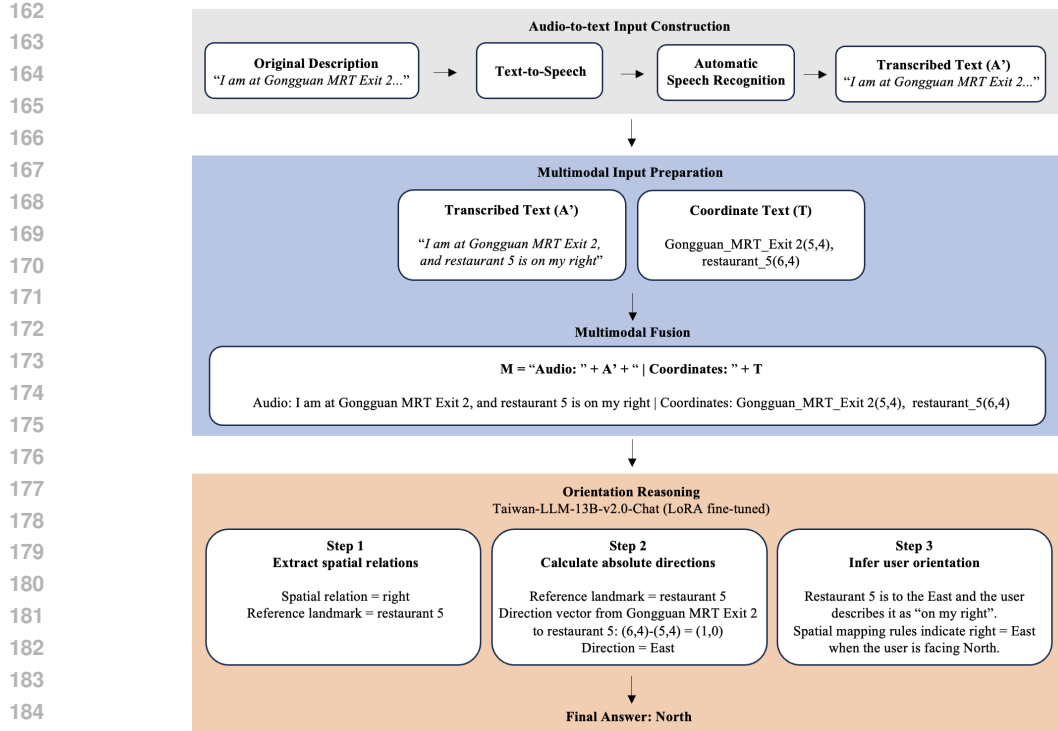 162
163
164
165
166
167
168
169
170
171
172
173
174
175
176
177
178
179
180
181
182
183
184
Audio-to-text Input Construction
Original Description
“I am at Gongguan MRT Exit 2...”
Text-to-Speech
Automatic
Speech Recognition
Transcribed Text (A’)
“I am at Gongguan MRT Exit 2...”
Multimodal Input Preparation
Transcribed Text (A’)
“I am at Gongguan MRT Exit 2,
and restaurant 5 is on my right”
Coordinate Text (T)
Gongguan_MRT_Exit 2(5,4),
restaurant_5(6,4)
Multimodal Fusion
M = “Audio: ” + A’ + “ | Coordinates: ” + T
Audio: I am at Gongguan MRT Exit 2, and restaurant 5 is on my right | Coordinates: Gongguan_MRT_Exit 2(5,4), restaurant_5(6,4)
Orientation Reasoning
Taiwan-LLM-13B-v2.0-Chat (LoRA fine-tuned)
Step 1
Extract spatial relations
Spatial relation = right
Reference landmark = restaurant 5
Step 2
Calculate absolute directions
Reference landmark = restaurant 5
Direction vector from Gongguan MRT Exit 2
to restaurant 5: (6,4)-(5,4) = (1,0)
Direction = East
Step 3
Infer user orientation
Restaurant 5 is to the East and the user
describes it as “on my right”.
Spatial mapping rules indicate right = East
when the user is facing North.
Final Answer: North